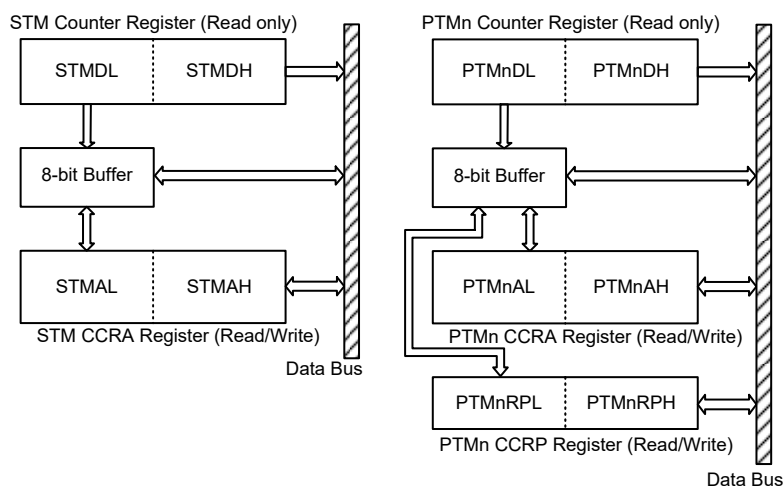 STM Counter Register (Read only)
STMDL STMDH
8-bit Buffer
STMAL STMAH
STM CCRA Register (Read/Write)
Data Bus
PTMn Counter Register (Read only)
PTMnDL PTMnDH
8-bit Buffer
PTMnAL PTMnAH
PTMn CCRA Register (Read/Write)
PTMnRPL PTMnRPH
PTMn CCRP Register (Read/Write)
Data Bus